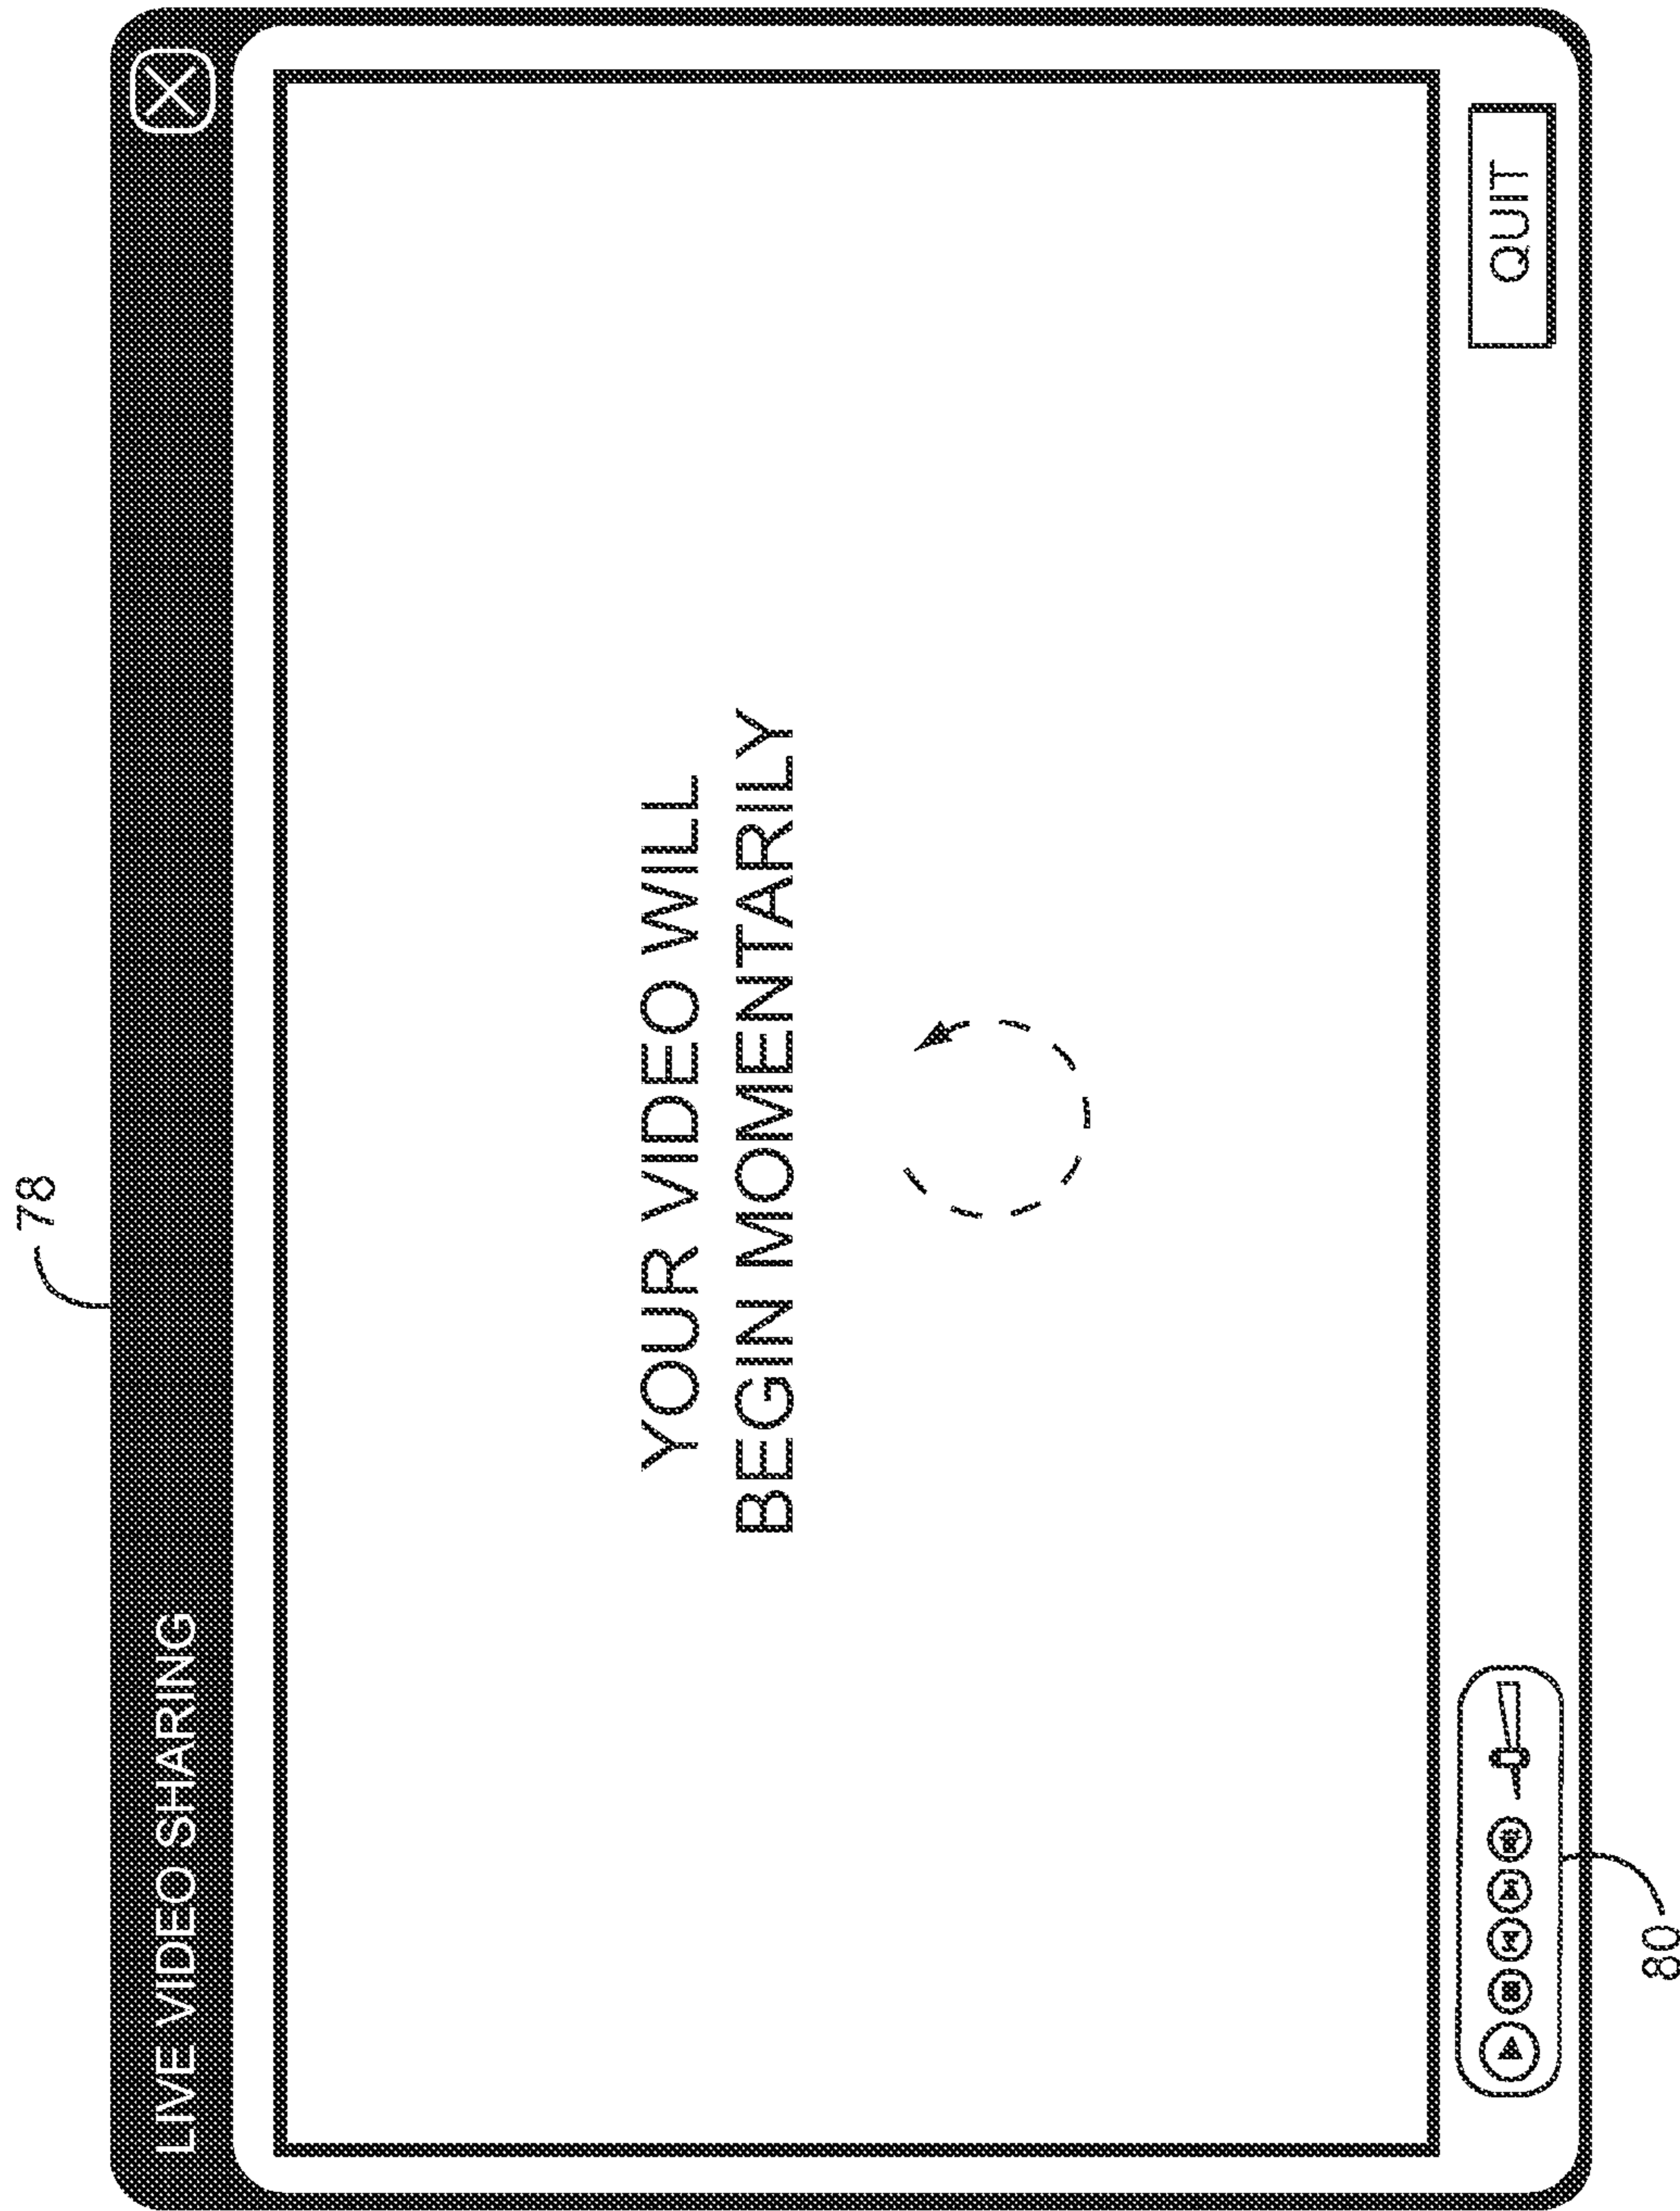 78
LIVE VIDEO SHARING
YOUR VIDEO WILL
BEGIN MOMENTARILY
QUIT
80